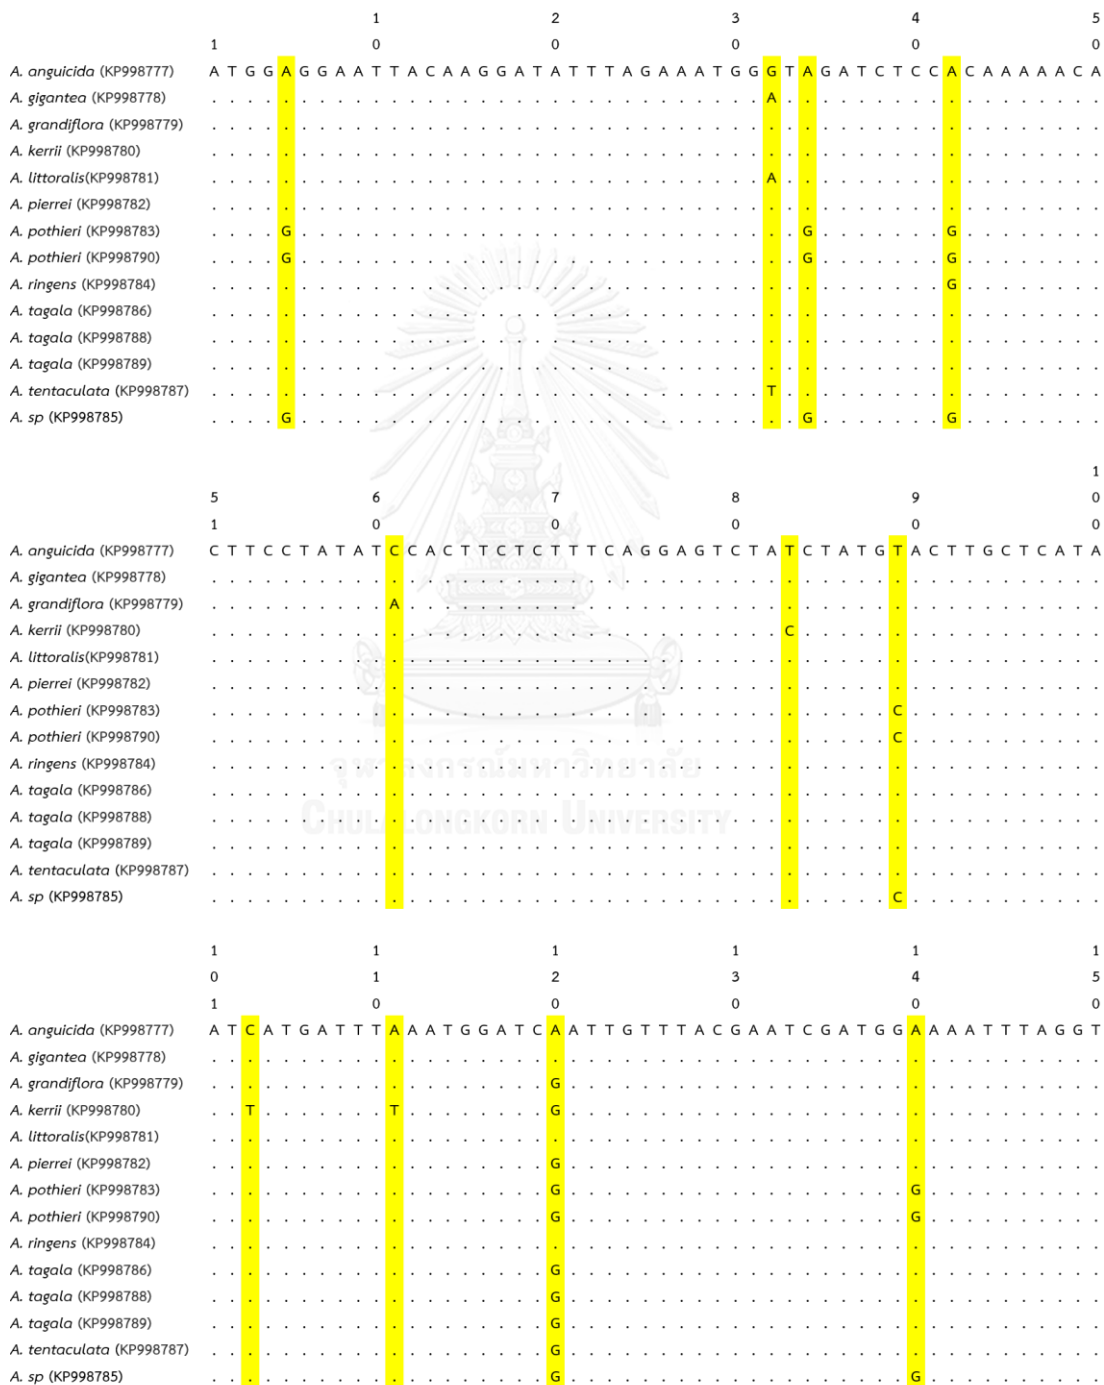 1 2 3 4 5
1 0 0 0 0 0
A. anguicida (KP998777) A T G G A G G A A T T A C A A G G A T A T T T A G A A A T G G G T A G A T C T C C A C A A A A A C A
A. gigantea (KP998778) . . . . . . . . . . . . . . . . . . . . . . . . . . . . . . . A . . . . . . . . . . . . . . . . . .
A. grandiflora (KP998779) . . . . . . . . . . . . . . . . . . . . . . . . . . . . . . . . . . . . . . . . . . . . . . . . . .
A. kerrii (KP998780) . . . . . . . . . . . . . . . . . . . . . . . . . . . . . . . . . . . . . . . . . . . . . . . . . .
A. littoralis(KP998781) . . . . . . . . . . . . . . . . . . . . . . . . . . . . . . . A . . . . . . . . . . . . . . . . . .
A. pierrei (KP998782) . . . . . . . . . . . . . . . . . . . . . . . . . . . . . . . . . . . . . . . . . . . . . . . . . .
A. pothieri (KP998783) . . . . G . . . . . . . . . . . . . . . . . . . . . . . . . . . . G . . . . . . . G . . . . . . . .
A. pothieri (KP998790) . . . . G . . . . . . . . . . . . . . . . . . . . . . . . . . . . G . . . . . . . G . . . . . . . .
A. ringens (KP998784) . . . . . . . . . . . . . . . . . . . . . . . . . . . . . . . . . . . . . . . . . G . . . . . . . .
A. tagala (KP998786) . . . . . . . . . . . . . . . . . . . . . . . . . . . . . . . . . . . . . . . . . . . . . . . . . .
A. tagala (KP998788) . . . . . . . . . . . . . . . . . . . . . . . . . . . . . . . . . . . . . . . . . . . . . . . . . .
A. tagala (KP998789) . . . . . . . . . . . . . . . . . . . . . . . . . . . . . . . . . . . . . . . . . . . . . . . . . .
A. tentaculata (KP998787) . . . . . . . . . . . . . . . . . . . . . . . . . . . . . . . T . . . . . . . . . . . . . . . . . .
A. sp (KP998785) . . . . G . . . . . . . . . . . . . . . . . . . . . . . . . . . . G . . . . . . . G . . . . . . . .
1
5 6 7 8 9 0
1 0 0 0 0 0
A. anguicida (KP998777) C T T C C T A T A T C C A C T T C T C T T T C A G G A G T C T A T C T A T G T A C T T G C T C A T A
A. gigantea (KP998778) . . . . . . . . . . . . . . . . . . . . . . . . . . . . . . . . . . . . . . . . . . . . . . . . . .
A. grandiflora (KP998779) . . . . . . . . . . A . . . . . . . . . . . . . . . . . . . . . . . . . . . . . . . . . . . . . . .
A. kerrii (KP998780) . . . . . . . . . . . . . . . . . . . . . . . . . . . . . . . . C . . . . . . . . . . . . . . . . .
A. littoralis(KP998781) . . . . . . . . . . . . . . . . . . . . . . . . . . . . . . . . . . . . . . . . . . . . . . . . . .
A. pierrei (KP998782) . . . . . . . . . . . . . . . . . . . . . . . . . . . . . . . . . . . . . . . . . . . . . . . . . .
A. pothieri (KP998783) . . . . . . . . . . . . . . . . . . . . . . . . . . . . . . . . . . . . . . C . . . . . . . . . . .
A. pothieri (KP998790) . . . . . . . . . . . . . . . . . . . . . . . . . . . . . . . . . . . . . . C . . . . . . . . . . .
A. ringens (KP998784) . . . . . . . . . . . . . . . . . . . . . . . . . . . . . . . . . . . . . . . . . . . . . . . . . .
A. tagala (KP998786) . . . . . . . . . . . . . . . . . . . . . . . . . . . . . . . . . . . . . . . . . . . . . . . . . .
A. tagala (KP998788) . . . . . . . . . . . . . . . . . . . . . . . . . . . . . . . . . . . . . . . . . . . . . . . . . .
CHULALONGKORN UNIVERSITY
A. tagala (KP998789) . . . . . . . . . . . . . . . . . . . . . . . . . . . . . . . . . . . . . . . . . . . . . . . . . .
A. tentaculata (KP998787) . . . . . . . . . . . . . . . . . . . . . . . . . . . . . . . . . . . . . . . . . . . . . . . . . .
A. sp (KP998785) . . . . . . . . . . . . . . . . . . . . . . . . . . . . . . . . . . . . . . C . . . . . . . . . . .
1 1 1 1 1 1
0 1 2 3 4 5
1 0 0 0 0 0
A. anguicida (KP998777) A T C A T G A T T T A A A T G G A T C A A T T G T T T A C G A A T C G A T G G A A A A T T T A G G T
A. gigantea (KP998778) . . . . . . . . . . . . . . . . . . . . . . . . . . . . . . . . . . . . . . . . . . . . . . . . . .
A. grandiflora (KP998779) . . . . . . . . . . . . . . . . . . . G . . . . . . . . . . . . . . . . . . . . . . . . . . . . . .
A. kerrii (KP998780) . . T . . . . . . . T . . . . . . . . G . . . . . . . . . . . . . . . . . . . . . . . . . . . . . .
A. littoralis(KP998781) . . . . . . . . . . . . . . . . . . . . . . . . . . . . . . . . . . . . . . . . . . . . . . . . . .
A. pierrei (KP998782) . . . . . . . . . . . . . . . . . . . G . . . . . . . . . . . . . . . . . . . . . . . . . . . . . .
A. pothieri (KP998783) . . . . . . . . . . . . . . . . . . . G . . . . . . . . . . . . . . . . . . . G . . . . . . . . . .
A. pothieri (KP998790) . . . . . . . . . . . . . . . . . . . G . . . . . . . . . . . . . . . . . . . G . . . . . . . . . .
A. ringens (KP998784) . . . . . . . . . . . . . . . . . . . . . . . . . . . . . . . . . . . . . . . . . . . . . . . . . .
A. tagala (KP998786) . . . . . . . . . . . . . . . . . . . G . . . . . . . . . . . . . . . . . . . . . . . . . . . . . .
A. tagala (KP998788) . . . . . . . . . . . . . . . . . . . G . . . . . . . . . . . . . . . . . . . . . . . . . . . . . .
A. tagala (KP998789) . . . . . . . . . . . . . . . . . . . G . . . . . . . . . . . . . . . . . . . . . . . . . . . . . .
A. tentaculata (KP998787) . . . . . . . . . . . . . . . . . . . G . . . . . . . . . . . . . . . . . . . . . . . . . . . . . .
A. sp (KP998785) . . . . . . . . . . . . . . . . . . . G . . . . . . . . . . . . . . . . . . . G . . . . . . . . . .